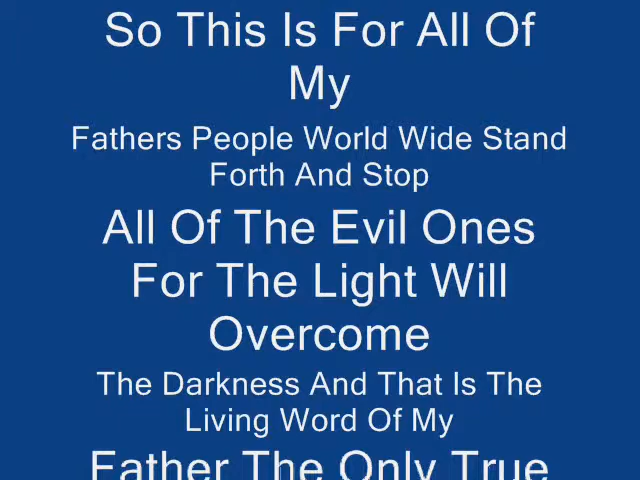 So This Is For All Of
My
Fathers People World Wide Stand
Forth And Stop
All Of The Evil Ones
For The Light Will
Overcome
The Darkness And That Is The
Living Word Of My
Father The Only True